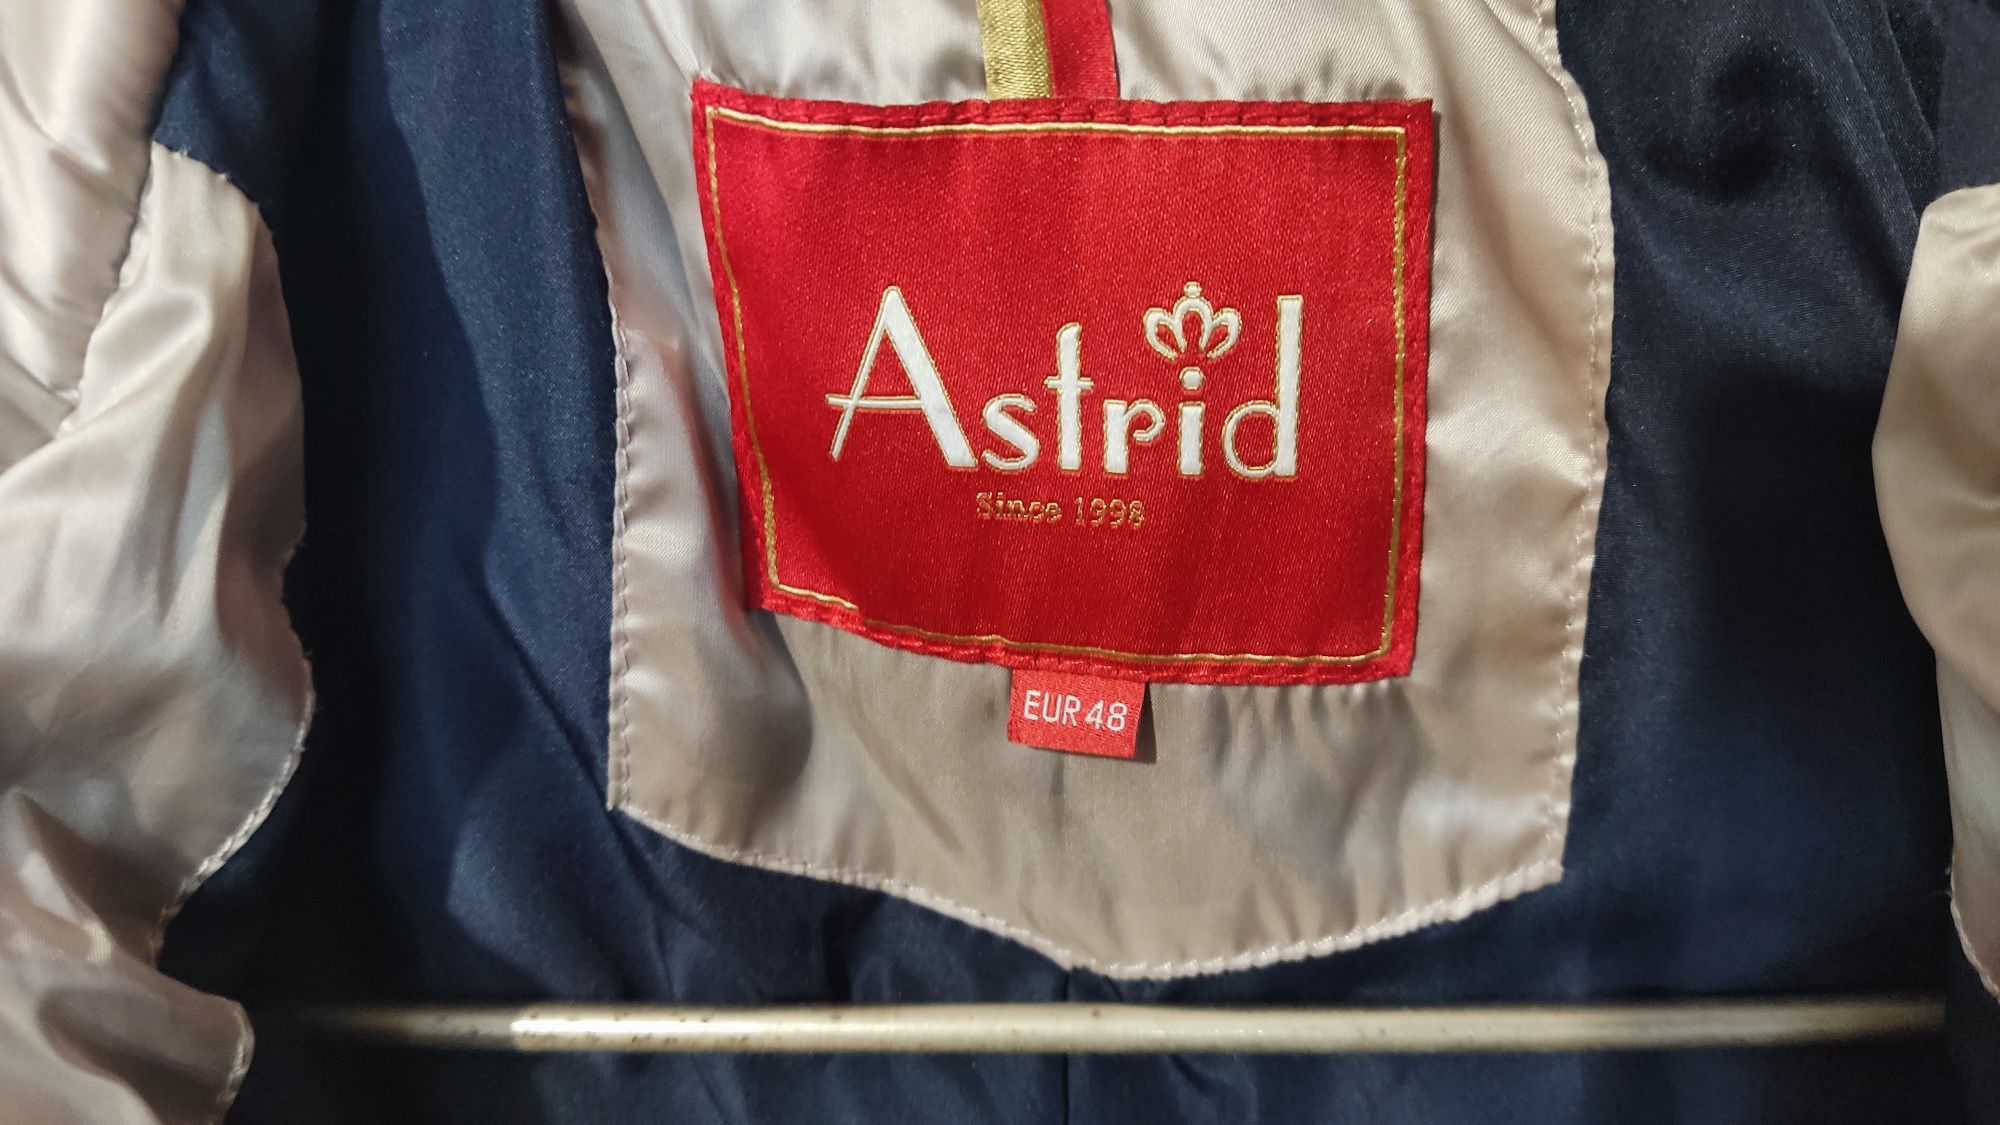 Astrid
Since 1998
EUR 48